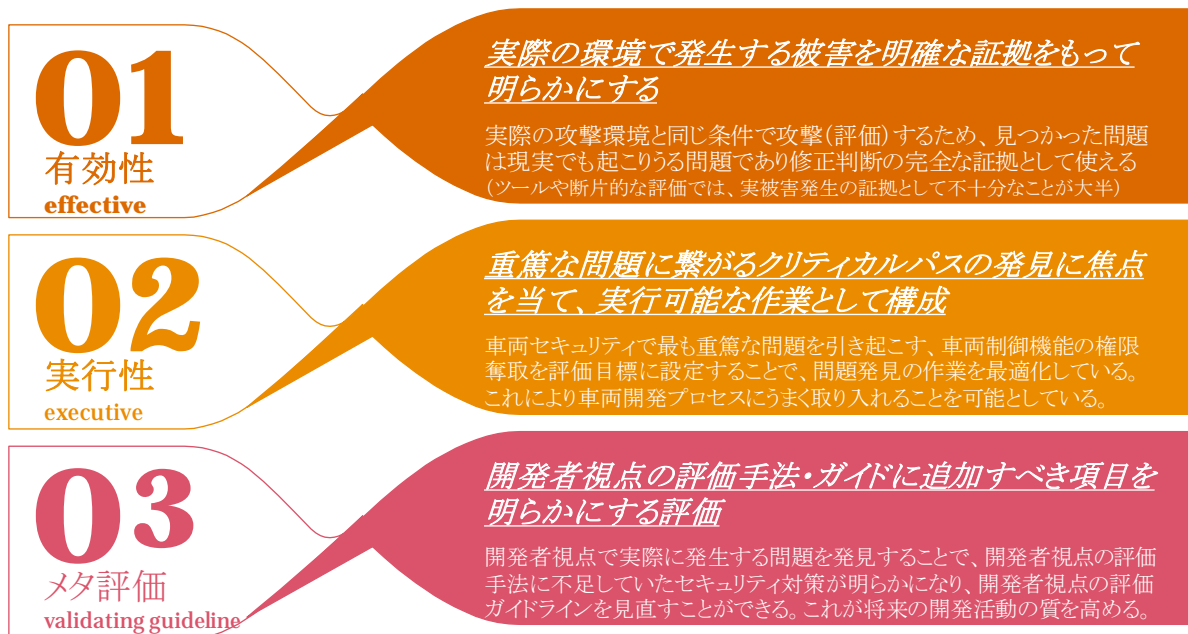 01
有効性
effective
実際の環境で発生する被害を明確な証拠をもって
明らかにする
実際の攻撃環境と同じ条件で攻撃(評価)するため、見つかった問題
は現実でも起こりうる問題であり修正判断の完全な証拠として使える
(ツールや断片的な評価では、実被害発生の証拠として不十分なことが大半)
02
実行性
executive
重篤な問題に繋がるクリティカルパスの発見に焦点
を当て、実行可能な作業として構成
車両セキュリティで最も重篤な問題を引き起こす、車両制御機能の権限
奪取を評価目標に設定することで、問題発見の作業を最適化している。
これにより車両開発プロセスにうまく取り入れることを可能としている。
03
メタ評価
validating guideline
開発者視点の評価手法・ガイドに追加すべき項目を
明らかにする評価
開発者視点で実際に発生する問題を発見することで、開発者視点の評価
手法に不足していたセキュリティ対策が明らかになり、開発者視点の評価
ガイドラインを見直すことができる。これが将来の開発活動の質を高める。